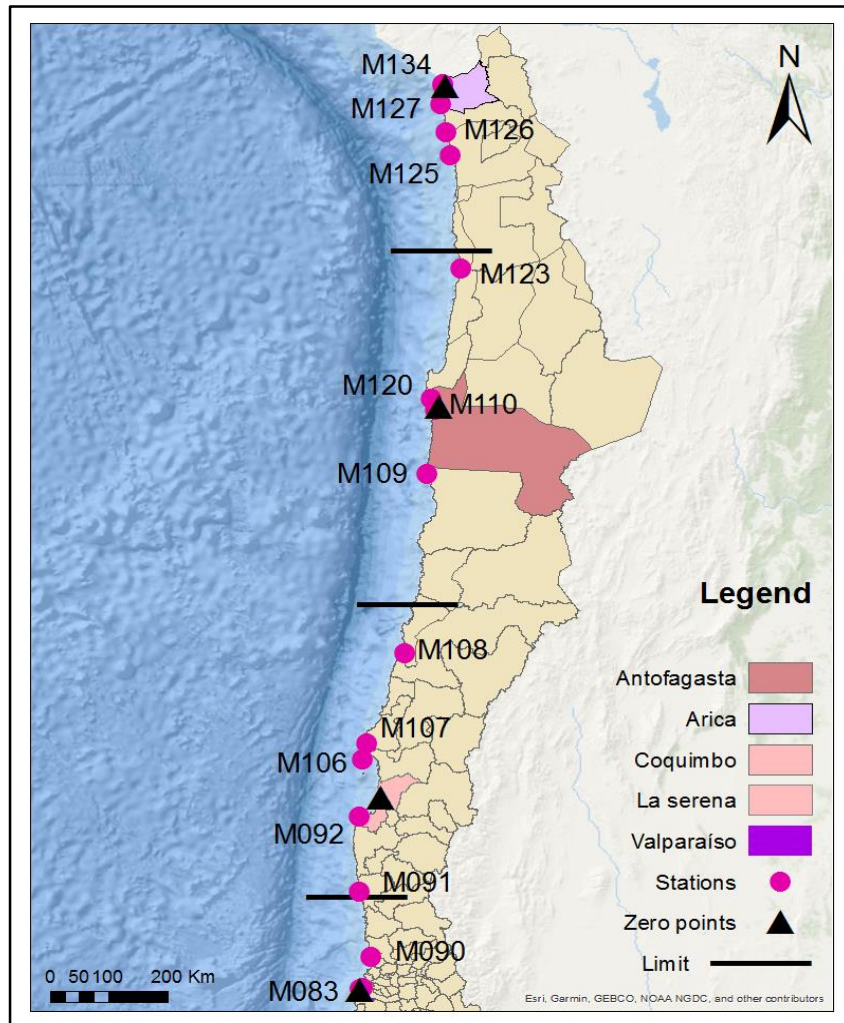 N
M134
M127
M126
M125
M123
M120
M110
M109
M108
M107
M106
M092
M091
M090
M083
Legend
Antofagasta
Arica
Coquimbo
La serena
Valparaíso
Stations
Zero points
Limit
0 50 100 200 Km
Esri, Garmin, GEBCO, NOAA NGDC, and other contributors